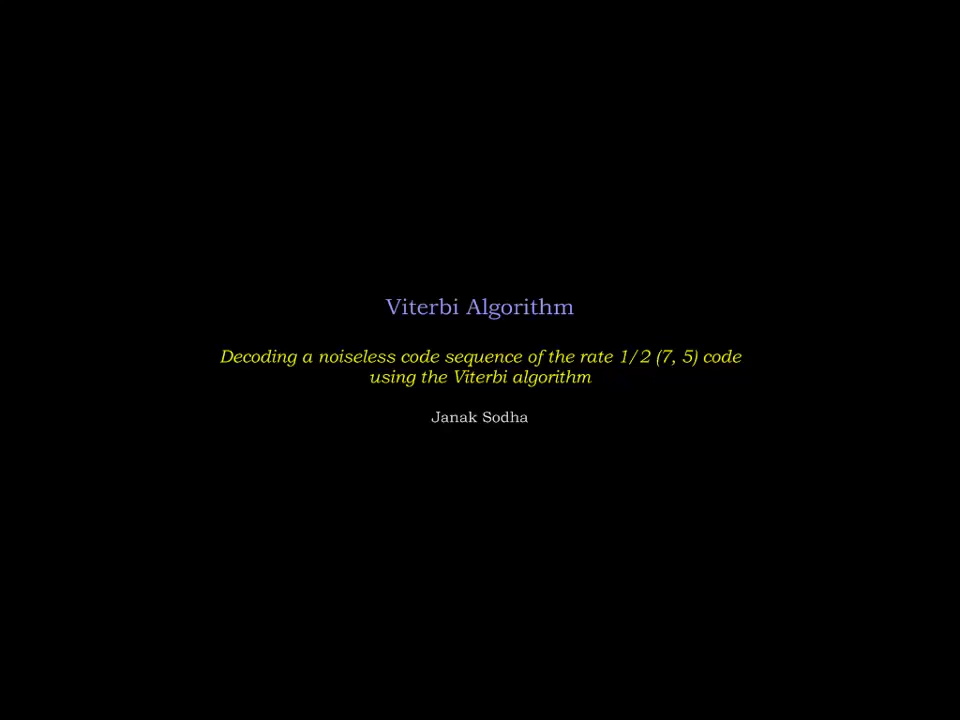 Viterbi Algorithm
Decoding a noiseless code sequence of the rate 1/2 (7, 5) code
using the Viterbi algorithm
Janak Sodha